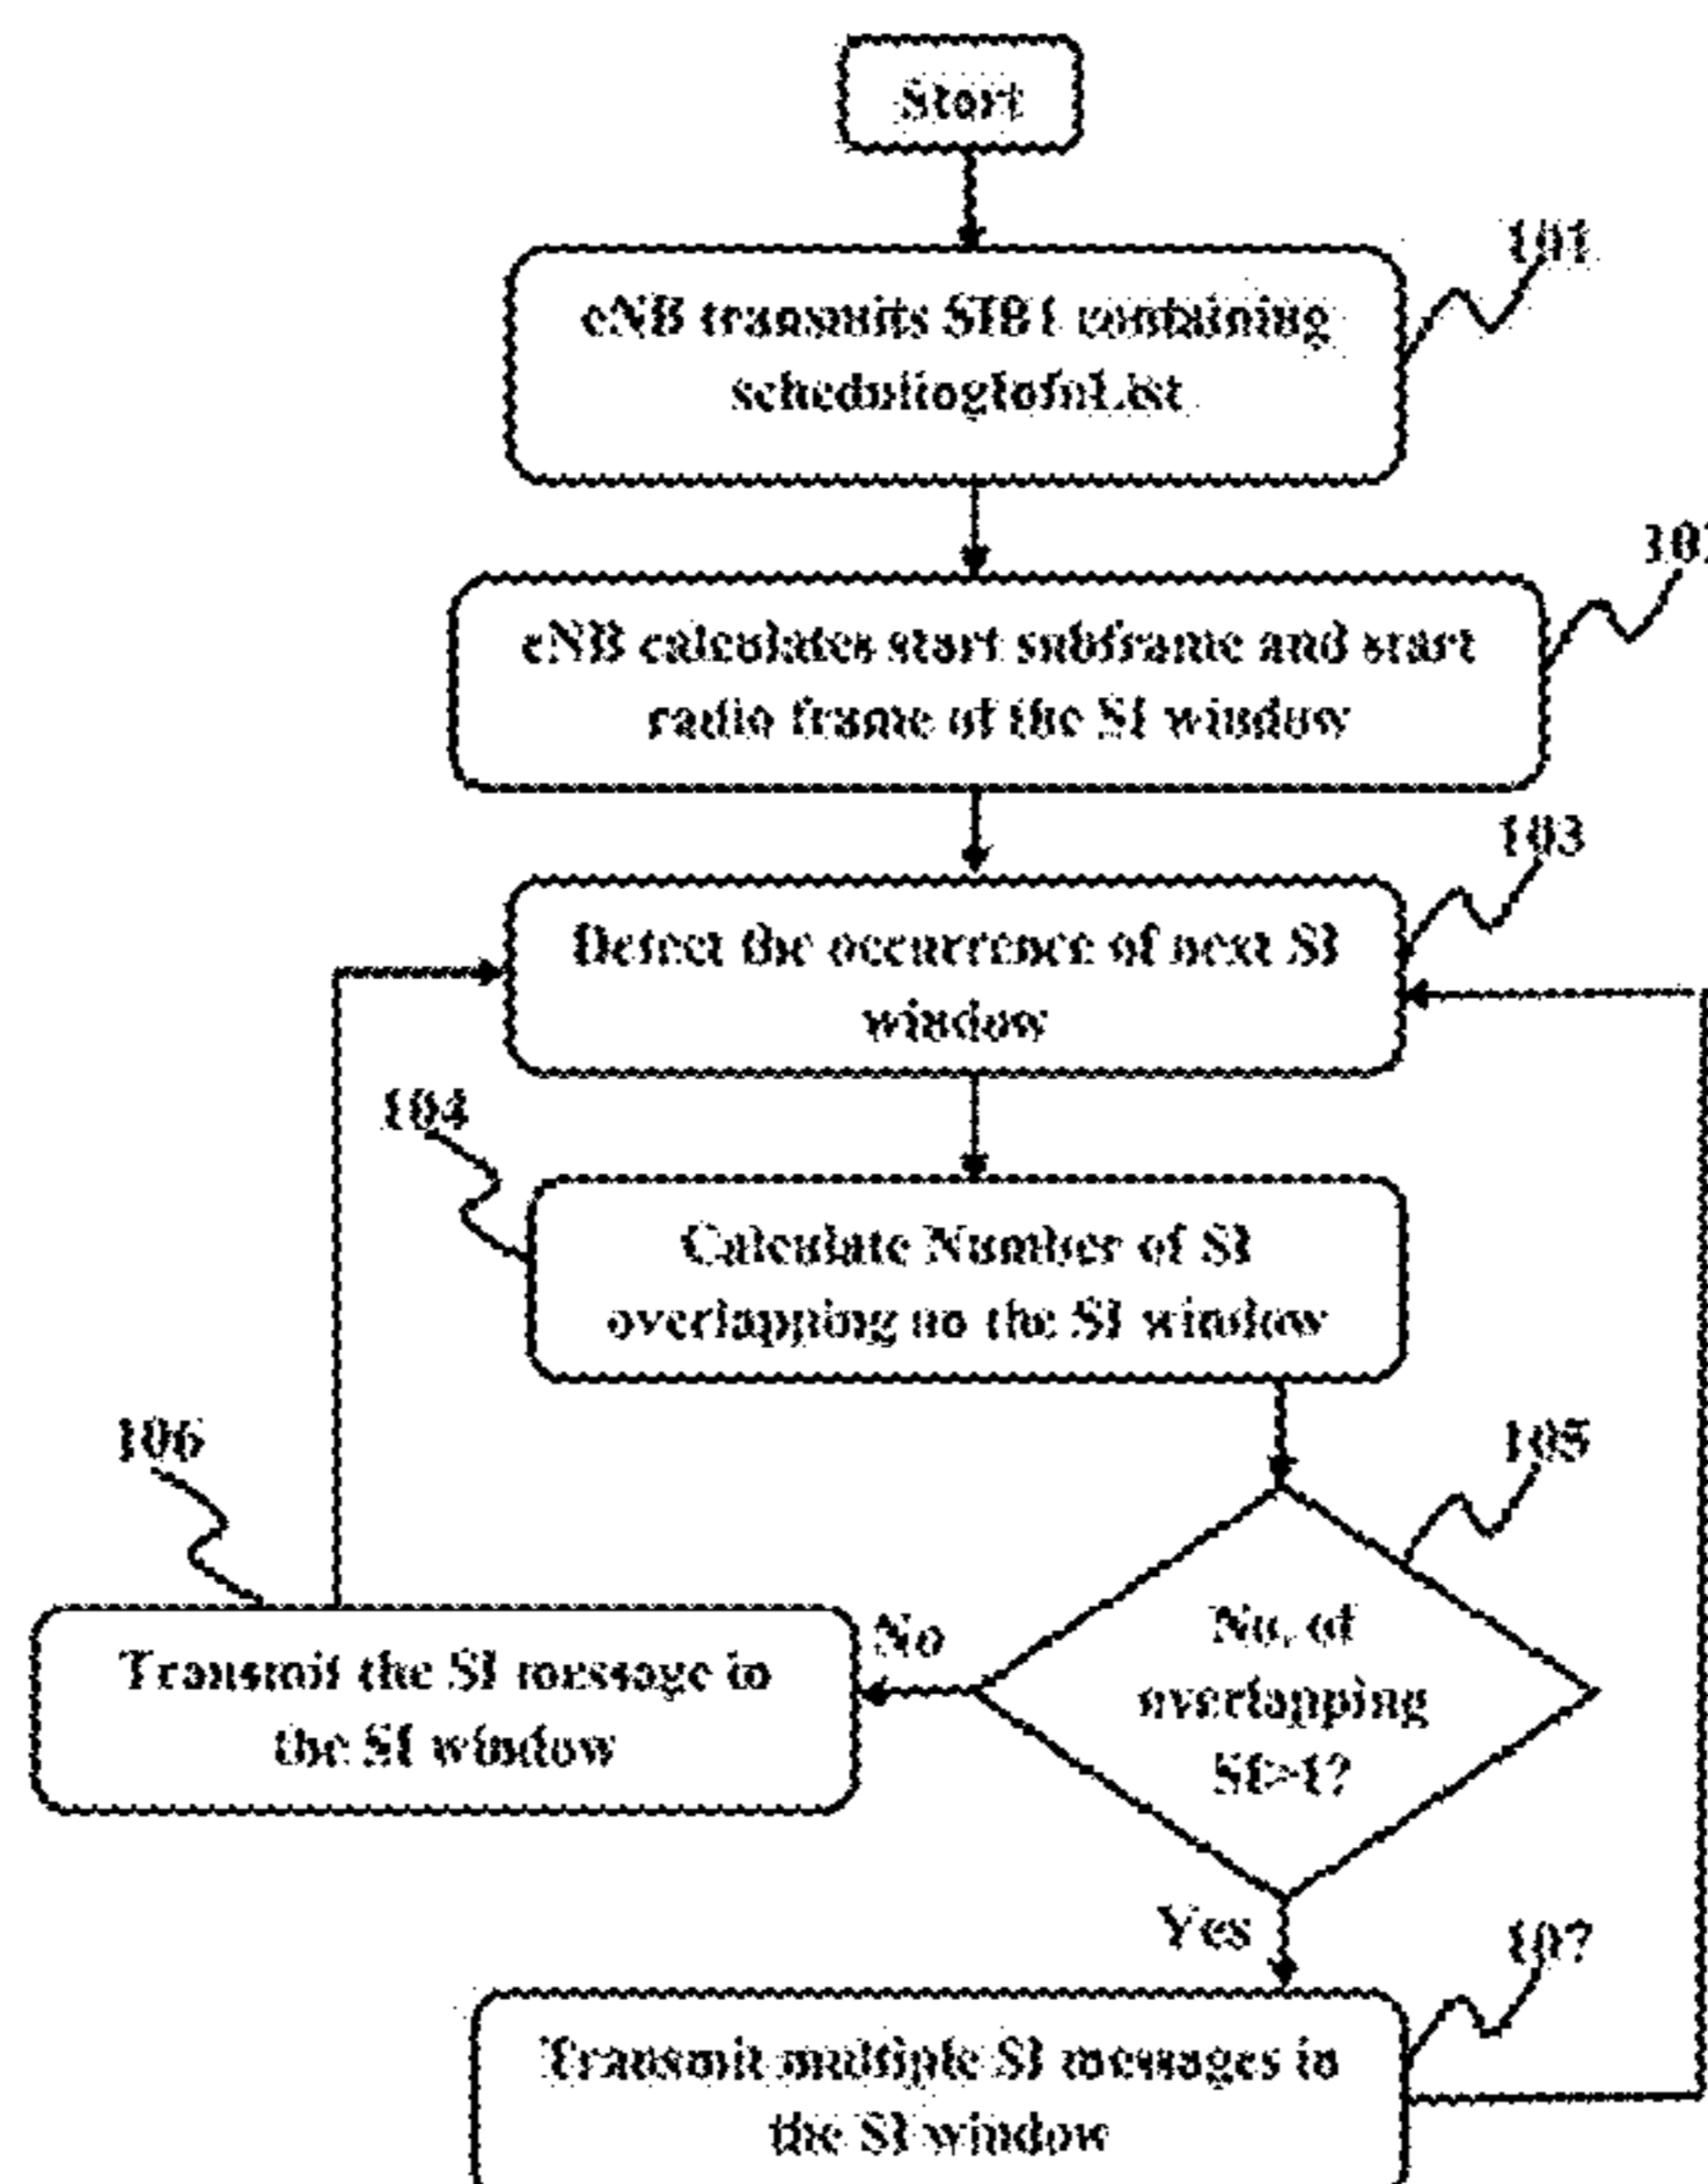 Start
101
eNB transmits SIB1 containing
schedulingInfoList
102
eNB calculates start subframe and start
radio frame of the SI window
103
Detect the occurrence of next SI
window
104
Calculate Number of SI
overlapping on the SI window
105
106
No. of
overlapping
SI>1?
No
Transmit the SI message in
the SI window
Yes
107
Transmit multiple SI messages in
the SI window